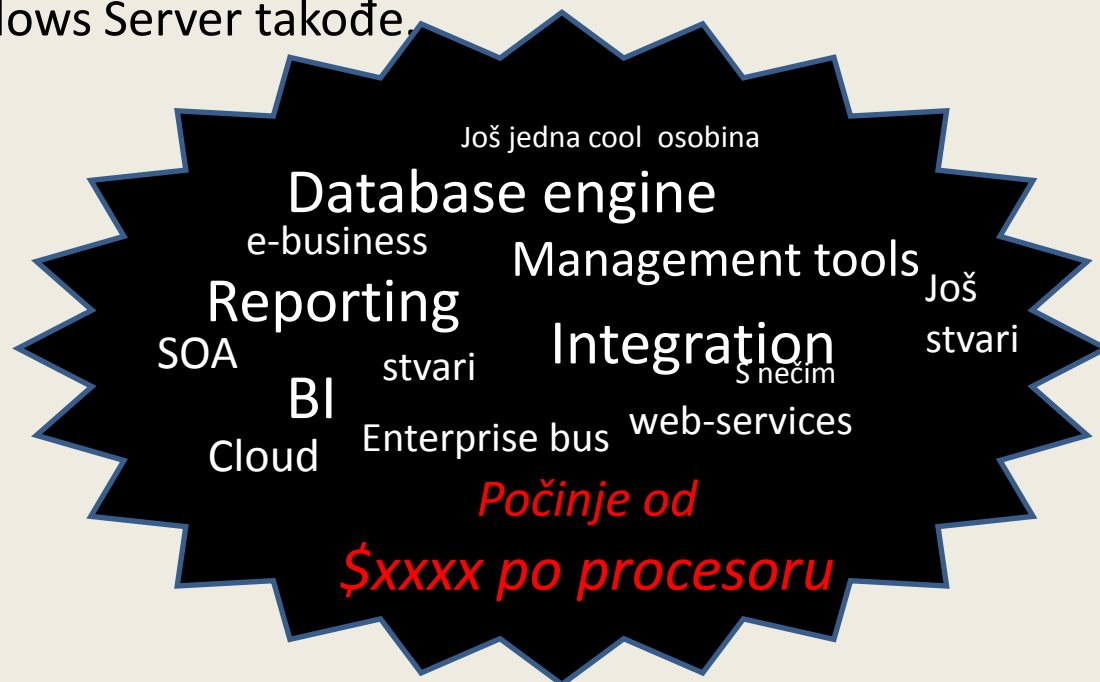 lows Server takođe.
Još jedna cool osobina
Database engine
e-business
Management tools
Reporting
Još
stvari
Integration
SOA
stvari
S nečim
BI
web-services
Enterprise bus
Cloud
Počinje od
$xxxx po procesoru